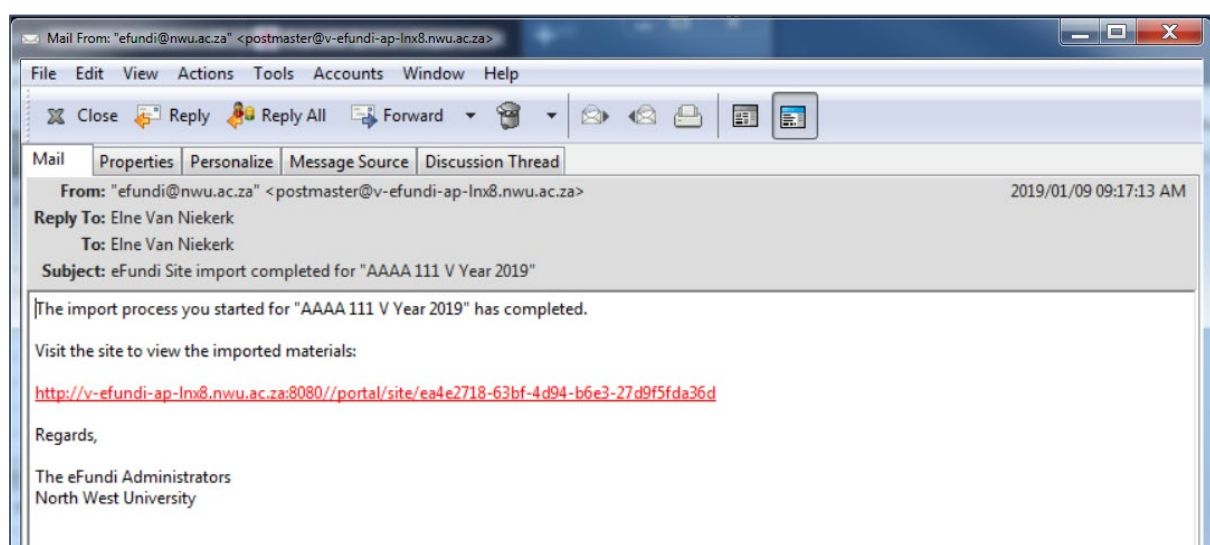 Mail From: "efundi@nwu.ac.za" <postmaster@v-efundi-ap-lnx8.nwu.ac.za>
File Edit View Actions Tools Accounts Window Help
Close Reply Reply All Forward
Mail Properties Personalize Message Source Discussion Thread
From: "efundi@nwu.ac.za" <postmaster@v-efundi-ap-lnx8.nwu.ac.za> 2019/01/09 09:17:13 AM
Reply To: Elne Van Niekerk
To: Elne Van Niekerk
Subject: eFundi Site import completed for "AAAA 111 V Year 2019"
The import process you started for "AAAA 111 V Year 2019" has completed.
Visit the site to view the imported materials:
http://v-efundi-ap-lnx8.nwu.ac.za:8080//portal/site/ea4e2718-63bf-4d94-b6e3-27d9f5fda36d
Regards,
The eFundi Administrators
North West University